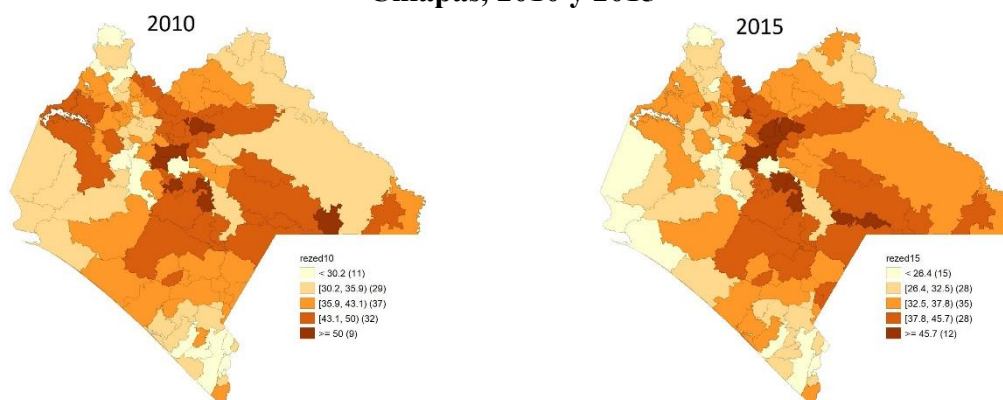 Chiapas, 2010 y 2015
2010
rezed10
< 30.2 (11)
[30.2, 35.9) (29)
[35.9, 43.1) (37)
[43.1, 50) (32)
>= 50 (9)
2015
rezed15
< 26.4 (15)
[26.4, 32.5) (28)
[32.5, 37.8) (35)
[37.8, 45.7) (28)
>= 45.7 (12)